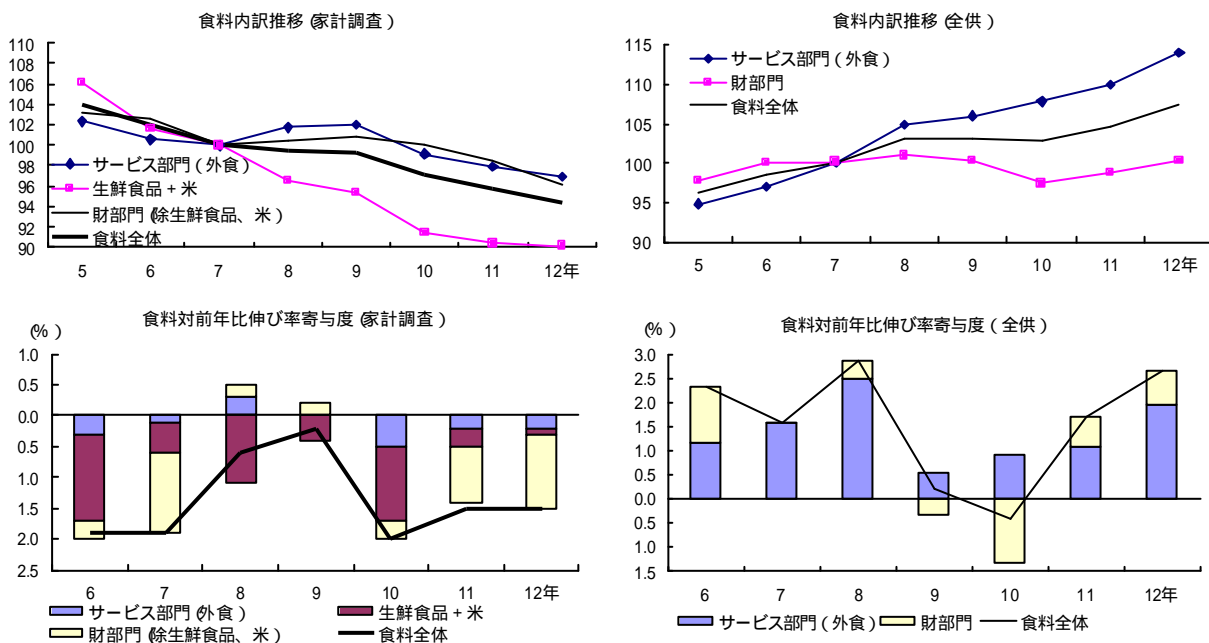 食料内訳推移（家計調査）
110
108
106
104
102
100
98
96
94
92
90
サービス部門（外食）
生鮮食品＋米
財部門（除生鮮食品、米）
食料全体
5 6 7 8 9 10 11 12年
食料内訳推移（全供）
115
110
105
100
95
90
サービス部門（外食）
財部門
食料全体
5 6 7 8 9 10 11 12年
食料対前年比伸び率寄与度（家計調査）
（%）
1.0
0.5
0.0
0.5
1.0
1.5
2.0
2.5
6 7 8 9 10 11 12年
サービス部門（外食） 生鮮食品＋米
財部門（除生鮮食品、米） 食料全体
食料対前年比伸び率寄与度（全供）
（%）
3.0
2.5
2.0
1.5
1.0
0.5
0.0
0.5
1.0
1.5
6 7 8 9 10 11 12年
サービス部門（外食） 財部門 食料全体